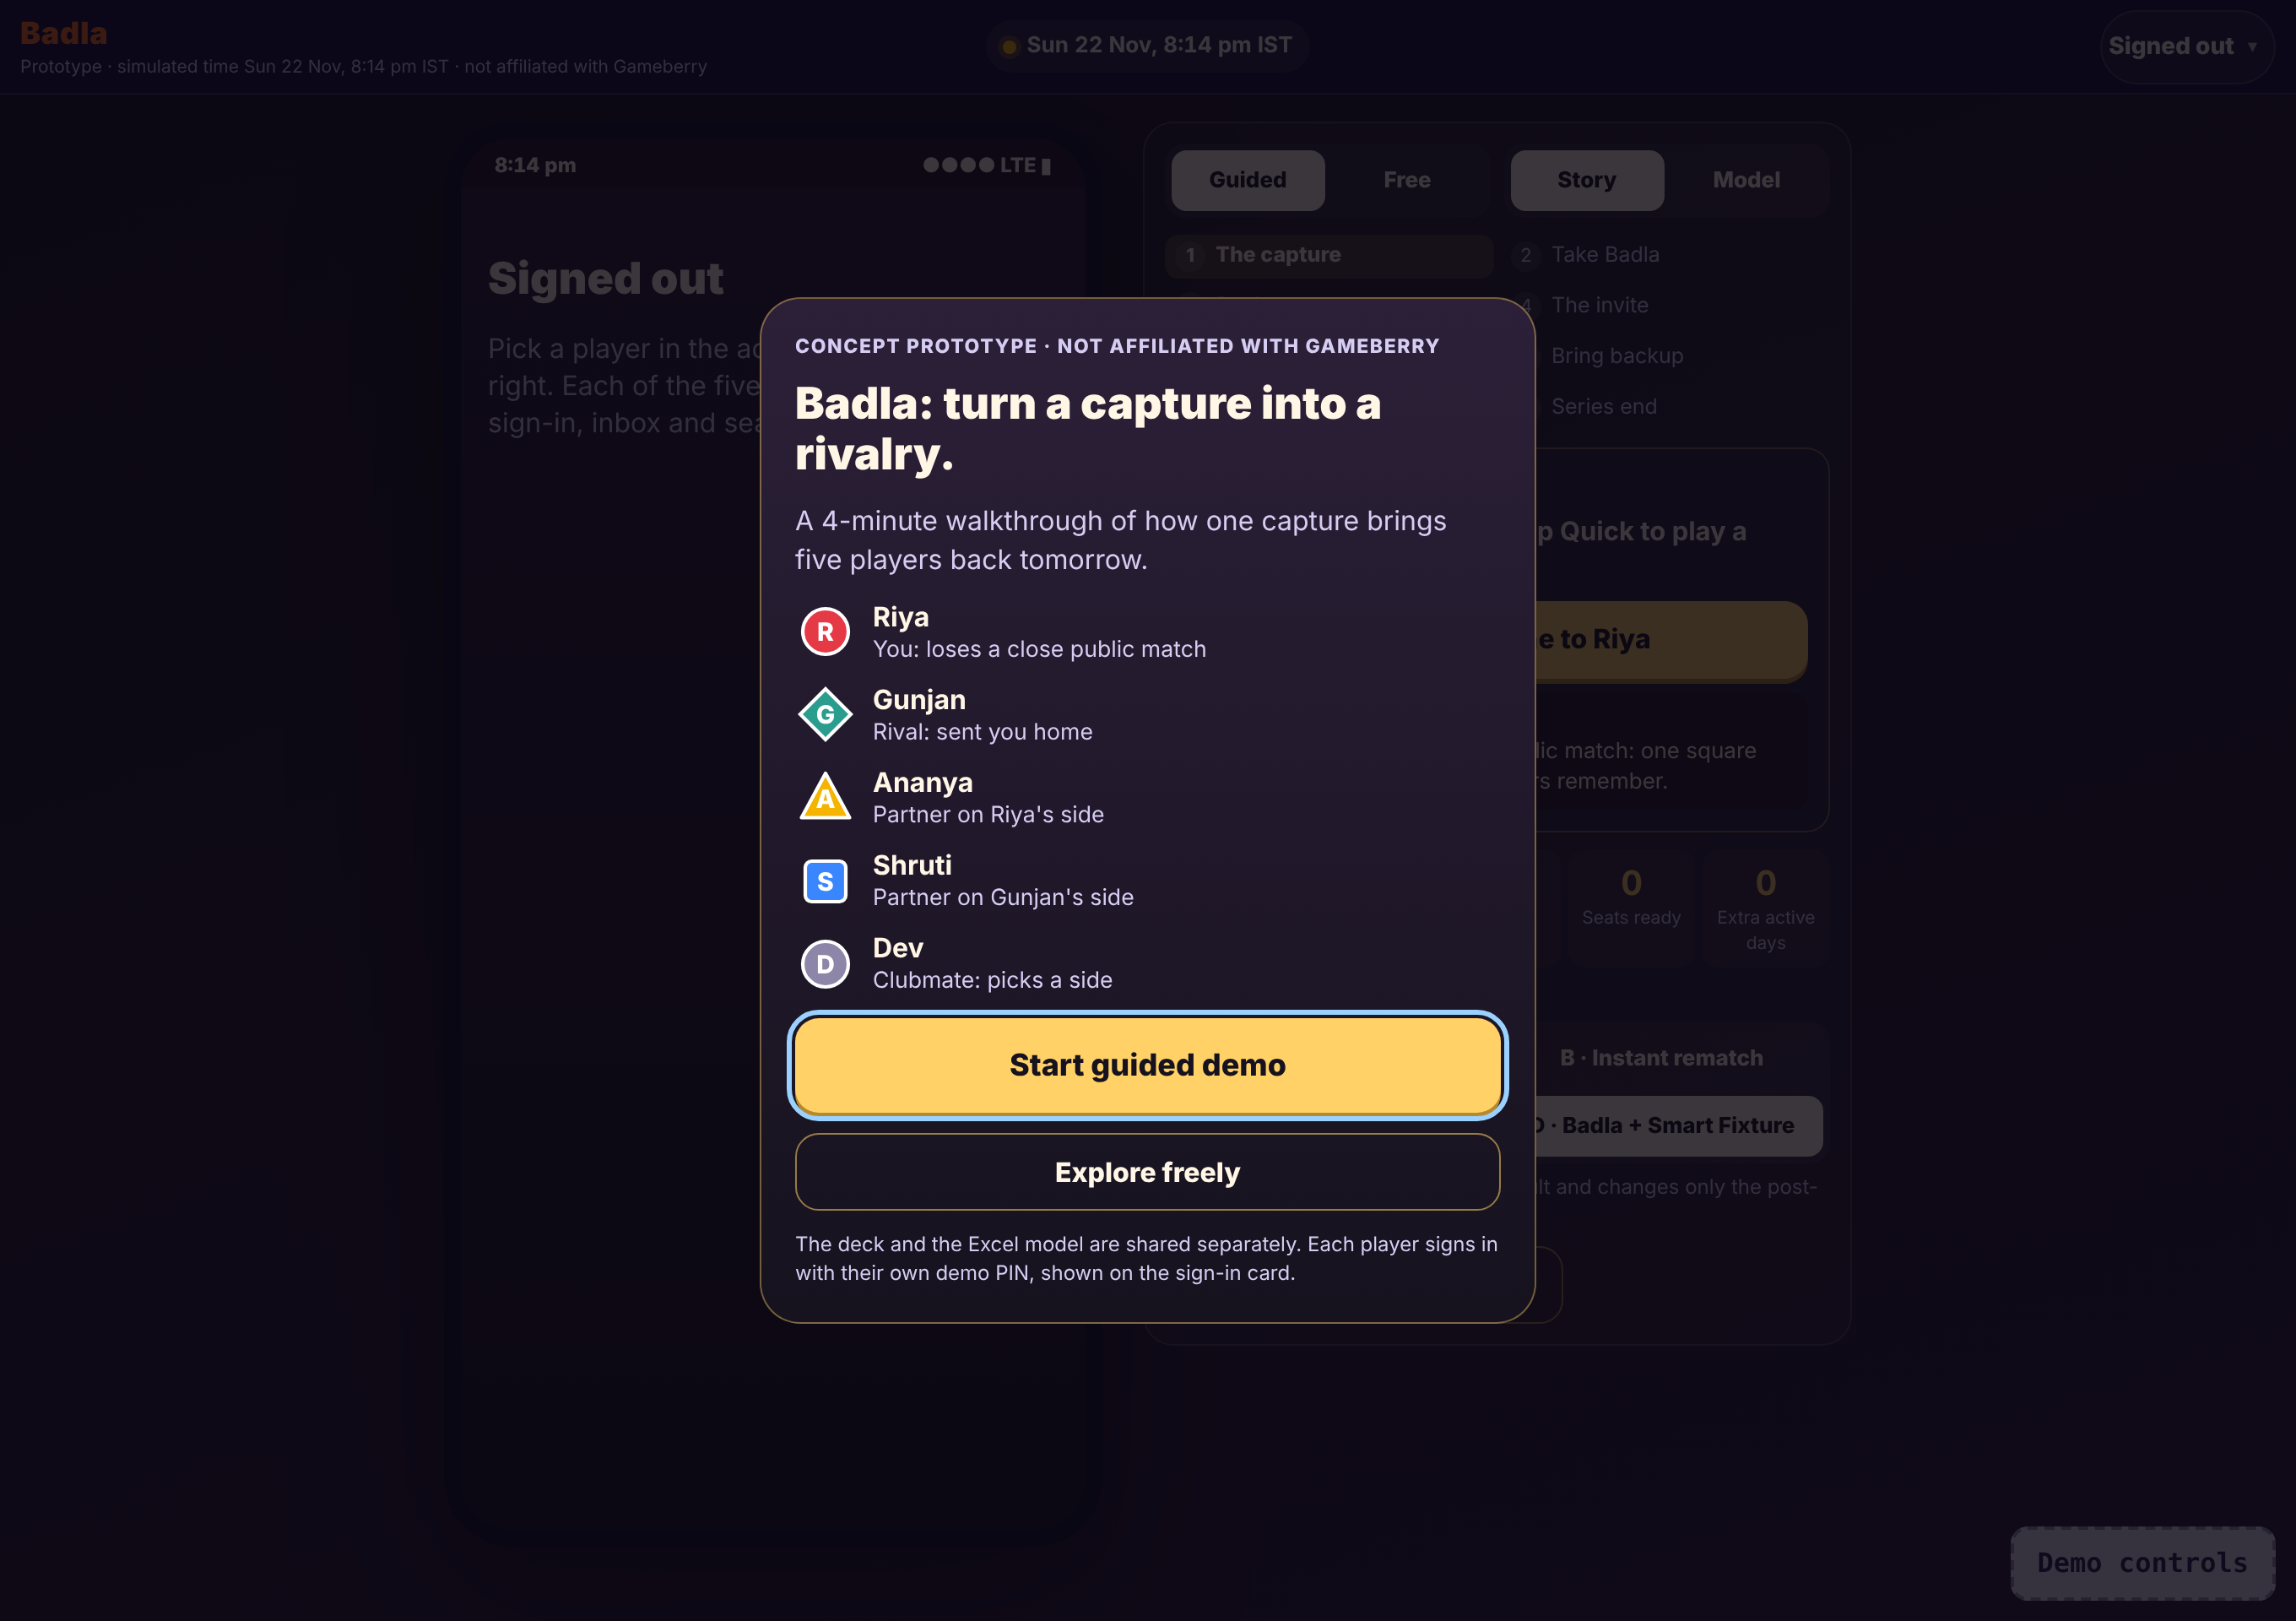 Badla
Prototype · simulated time Sun 22 Nov, 8:14 pm IST · not affiliated with Gameberry
Sun 22 Nov, 8:14 pm IST
Signed out ▼
8:14 pm
LTE
Signed out
Pick a player in the
right. Each of the five
sign-in, inbox and
Guided
Free
Story
Model
1 The capture
2 Take Badla
4 The invite
Bring backup
Series end
Quick to play a
to Riya
match: one square
remember.
0
Seats ready
0
Extra active
days
B · Instant rematch
· Badla + Smart Fixture
and changes only the post-
CONCEPT PROTOTYPE · NOT AFFILIATED WITH GAMEBERRY
Badla: turn a capture into a
rivalry.
A 4-minute walkthrough of how one capture brings
five players back tomorrow.
R
Riya
You: loses a close public match
G
Gunjan
Rival: sent you home
A
Ananya
Partner on Riya's side
S
Shruti
Partner on Gunjan's side
D
Dev
Clubmate: picks a side
Start guided demo
Explore freely
The deck and the Excel model are shared separately. Each player signs in
with their own demo PIN, shown on the sign-in card.
Demo controls